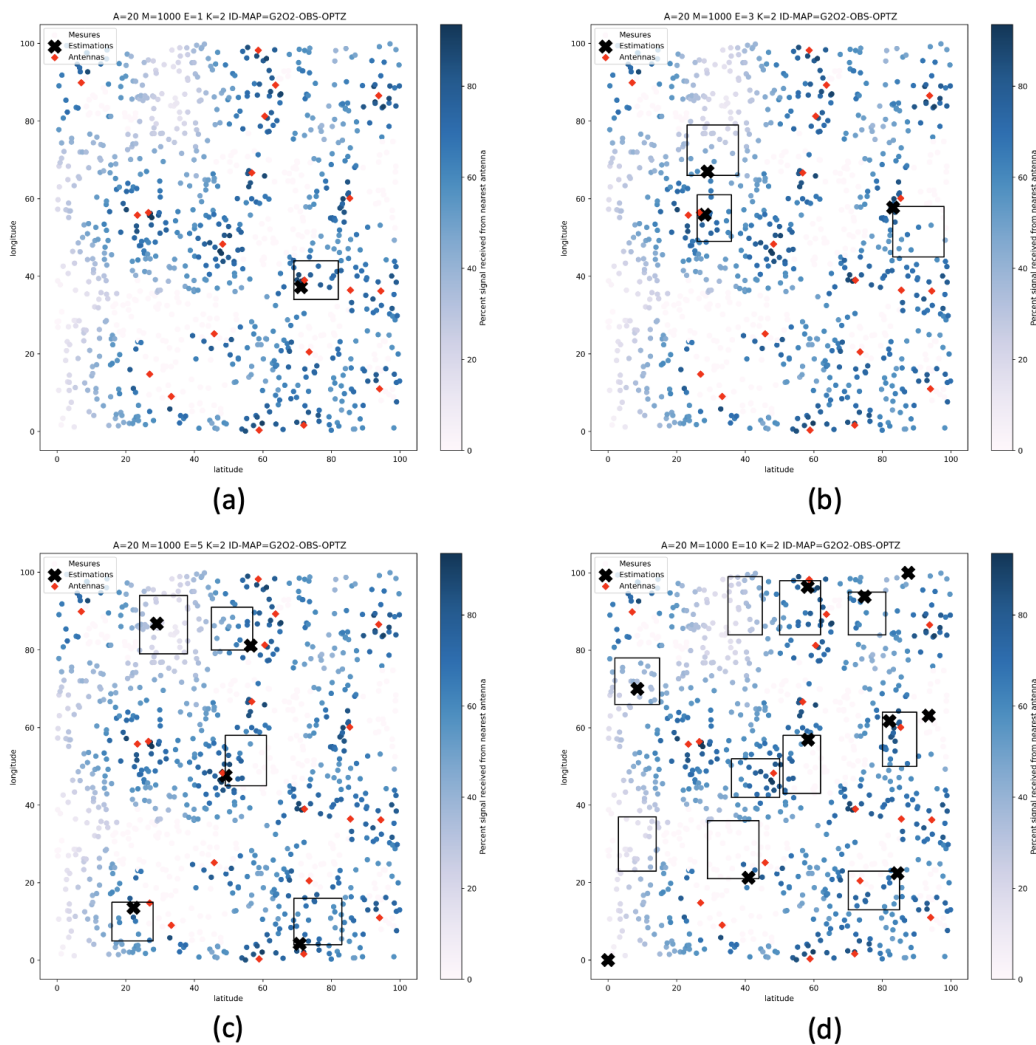 A=20 M=1000 E=1 K=2 ID-MAP=G2O2-OBS-OPTZ
Mesures
Estimations
Antennas
100
80
60
40
20
0
longitude
0 20 40 60 80 100
latitude
80
60
40
20
0
Percent signal received from nearest antenna
(a)
A=20 M=1000 E=3 K=2 ID-MAP=G2O2-OBS-OPTZ
Mesures
Estimations
Antennas
100
80
60
40
20
0
longitude
0 20 40 60 80 100
latitude
80
60
40
20
0
Percent signal received from nearest antenna
(b)
A=20 M=1000 E=5 K=2 ID-MAP=G2O2-OBS-OPTZ
Mesures
Estimations
Antennas
100
80
60
40
20
0
longitude
0 20 40 60 80 100
latitude
80
60
40
20
0
Percent signal received from nearest antenna
(c)
A=20 M=1000 E=10 K=2 ID-MAP=G2O2-OBS-OPTZ
Mesures
Estimations
Antennas
100
80
60
40
20
0
longitude
0 20 40 60 80 100
latitude
80
60
40
20
0
Percent signal received from nearest antenna
(d)